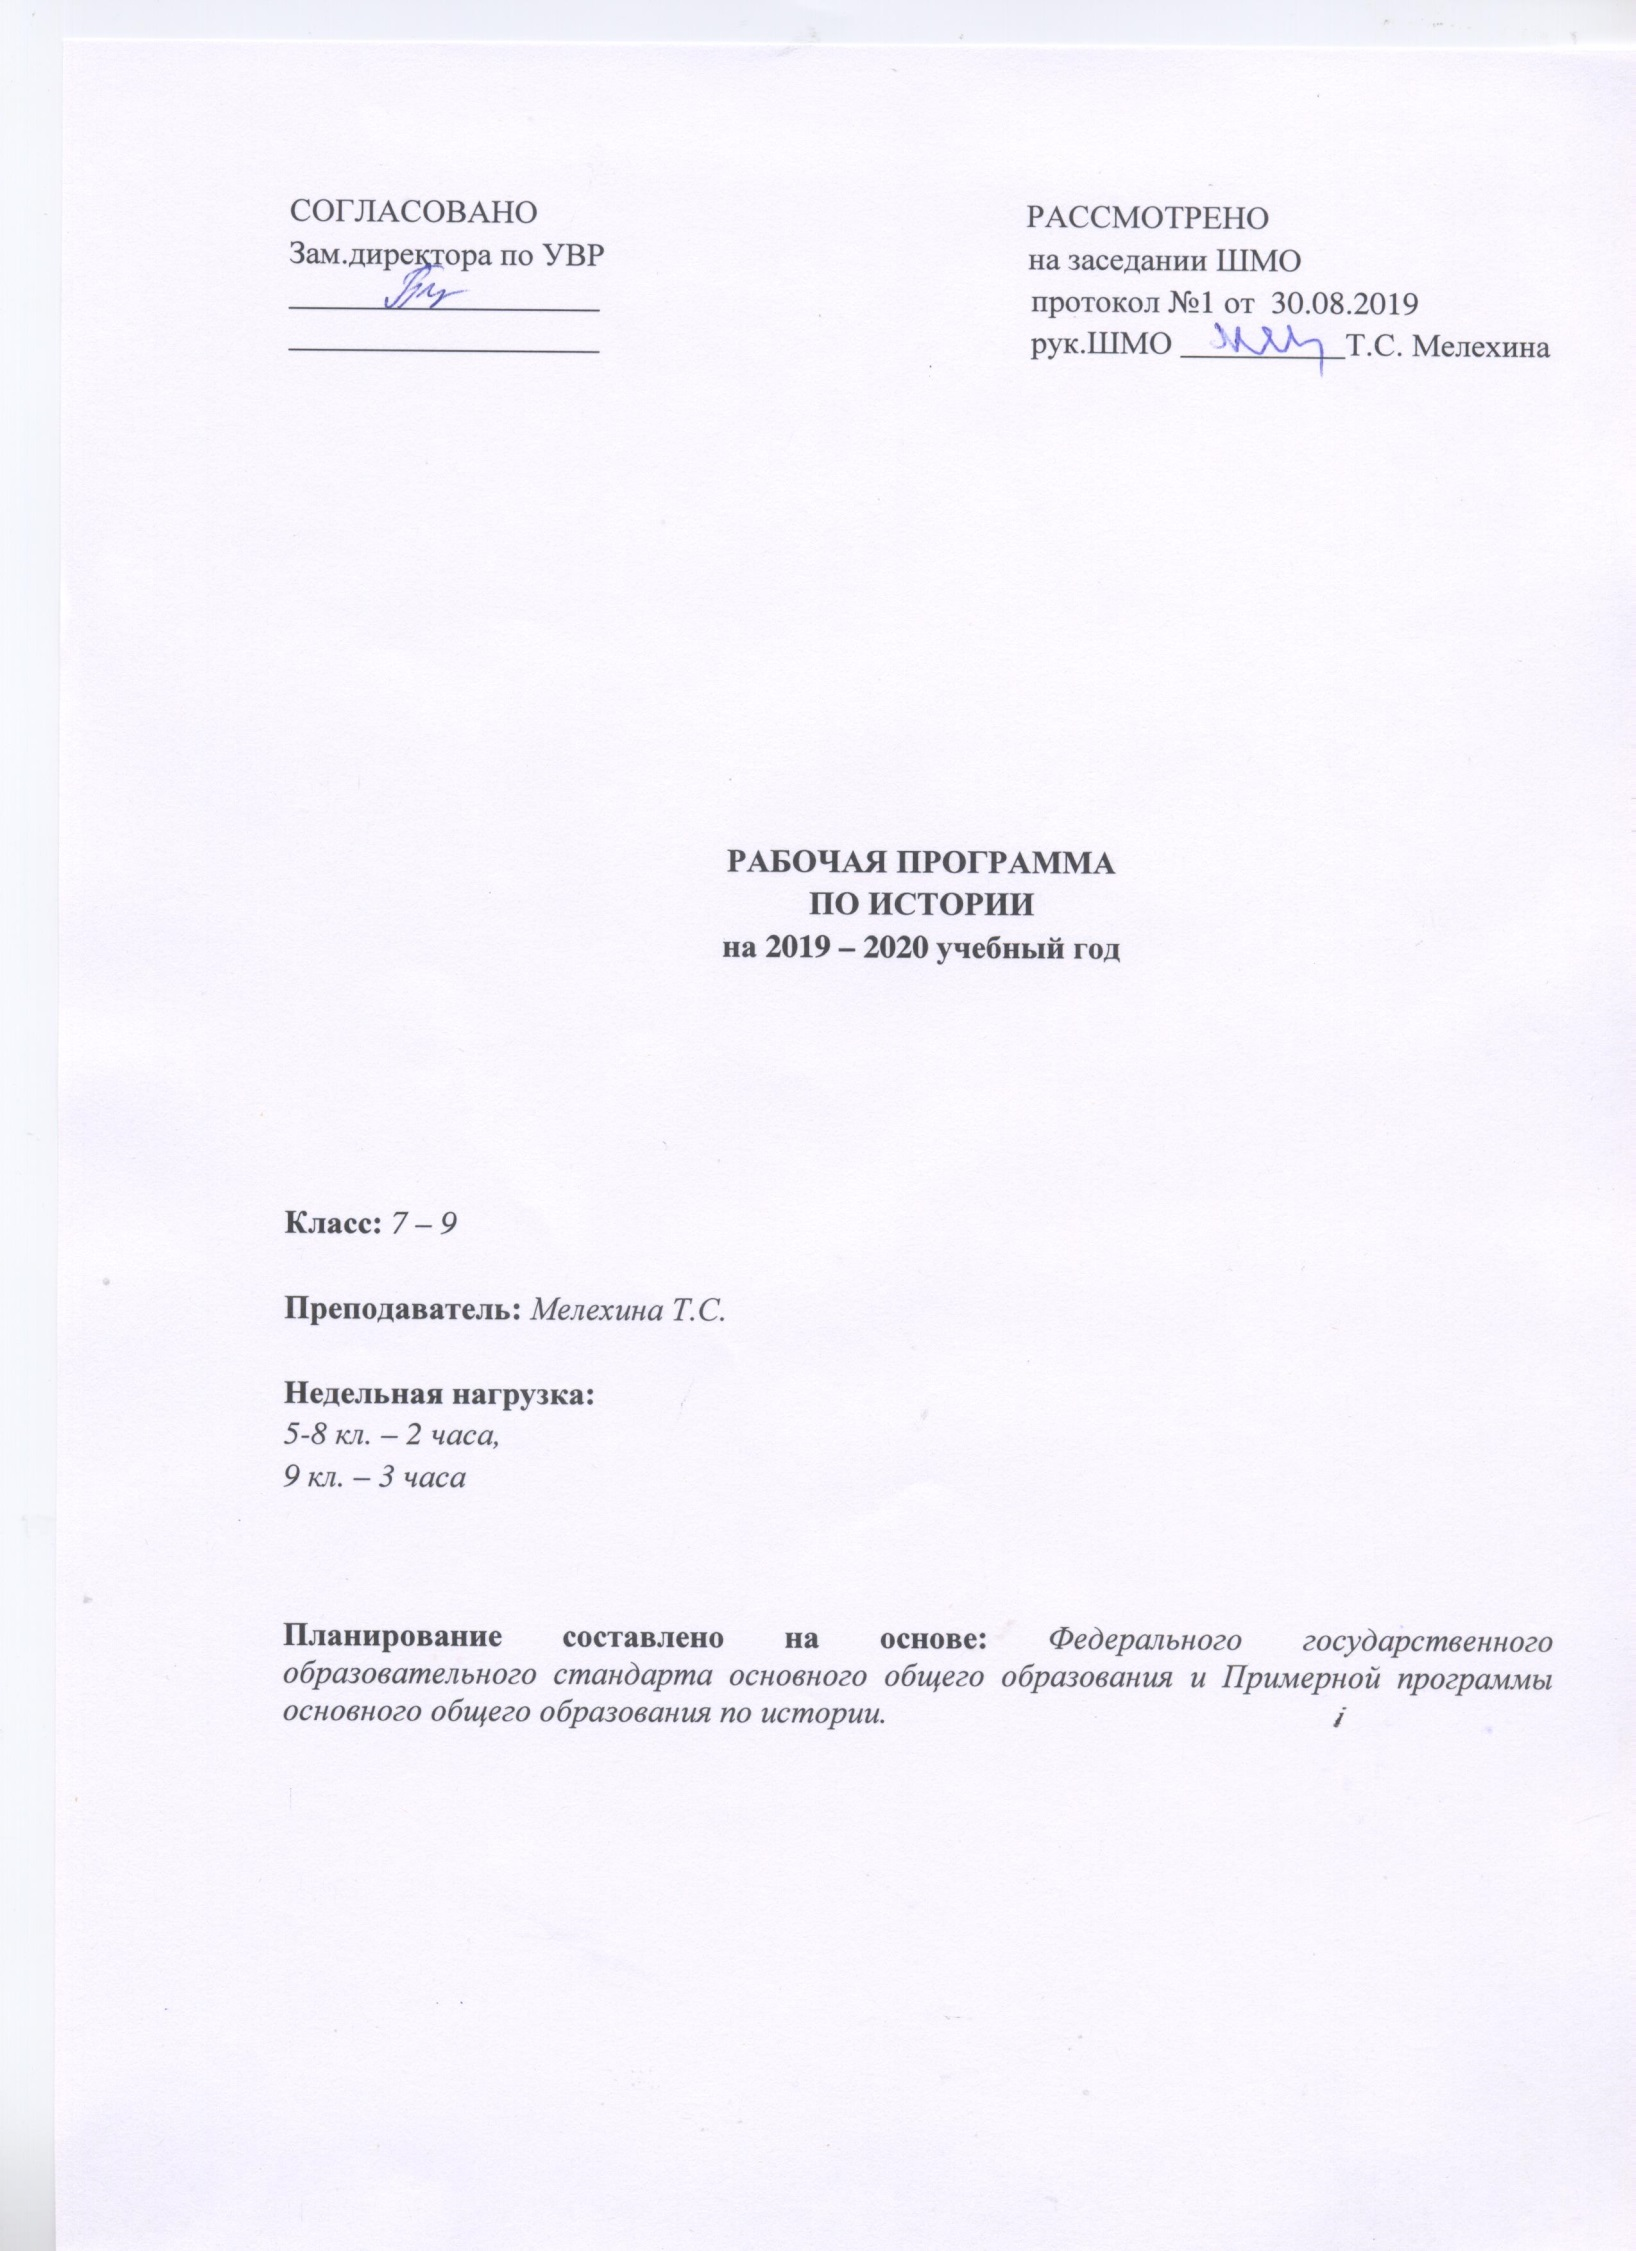 СОГЛАСОВАНО
Зам.директора по УВР
РАССМОТРЕНО
на заседании ШМО
протокол №1 от 30.08.2019
рук.ШМО __________Т.С. Мелехина
РАБОЧАЯ ПРОГРАММА
ПО ИСТОРИИ
на 2019 – 2020 учебный год
Класс: 7 – 9
Преподаватель: Мелехина Т.С.
Недельная нагрузка:
5-8 кл. – 2 часа,
9 кл. – 3 часа
Планирование составлено на основе: Федерального государственного
образовательного стандарта основного общего образования и Примерной программы
основного общего образования по истории.
i